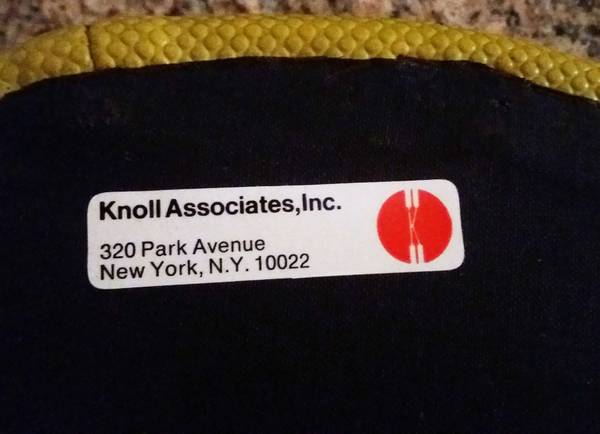 Knoll Associates,Inc.
320 Park Avenue
New York, N.Y. 10022